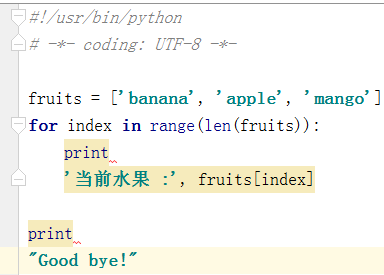 #!/usr/bin/python
# -*- coding: UTF-8 -*-
fruits = ['banana', 'apple', 'mango']
for index in range(len(fruits)):
print
'当前水果 :', fruits[index]
print
"Good bye!"